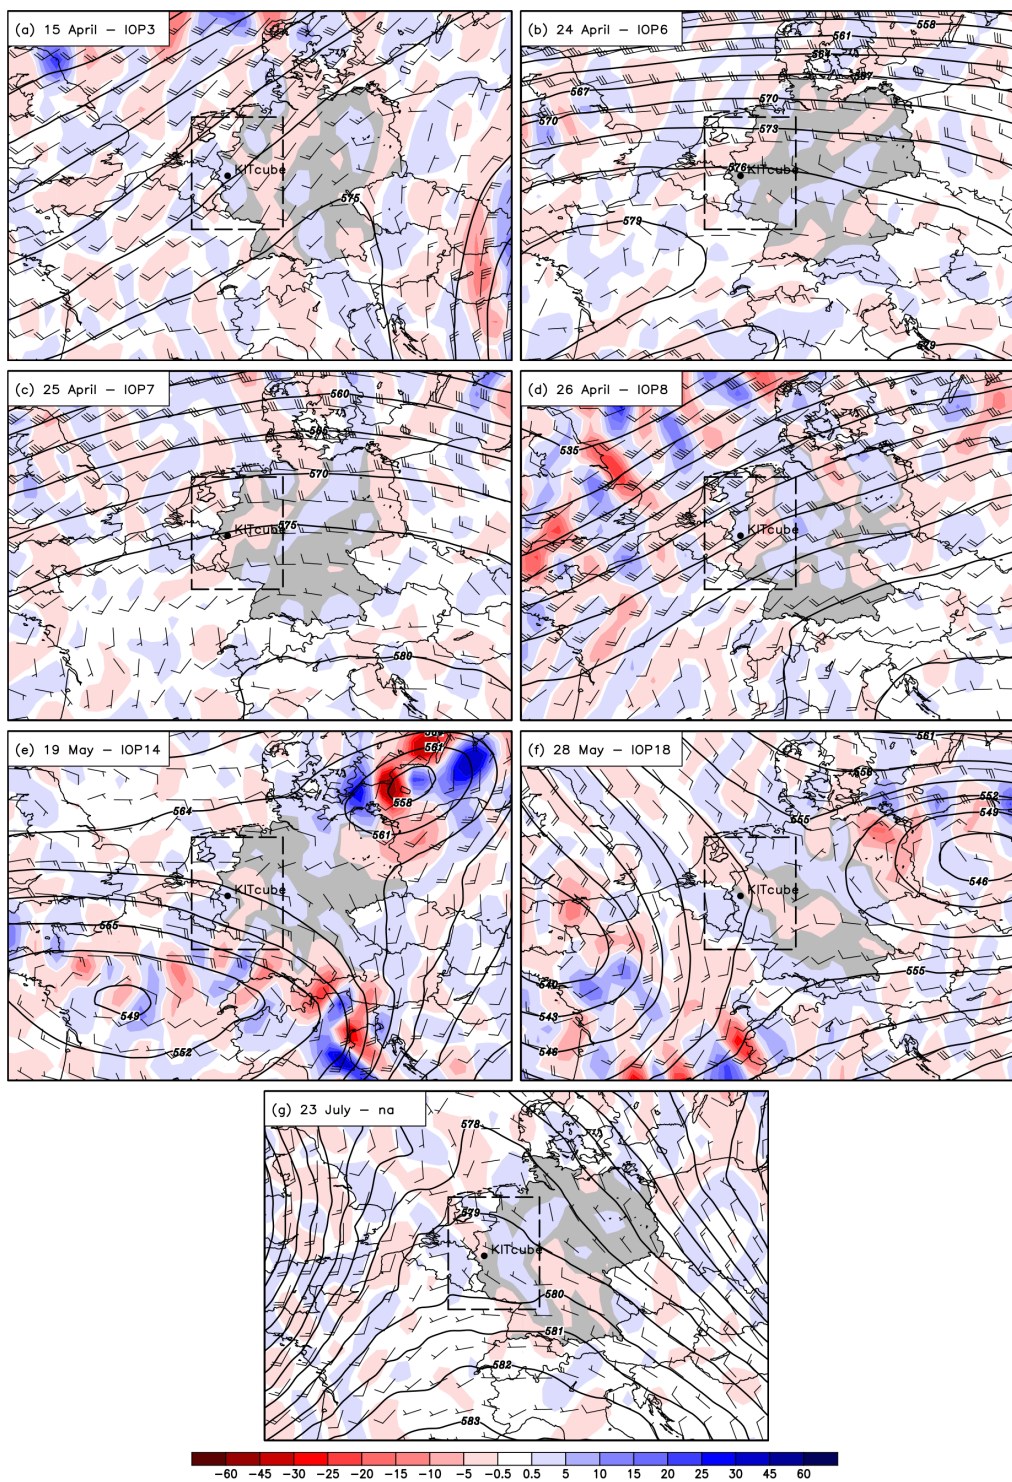 (a) 15 April – IOP3
KITcube
575
(b) 24 April – IOP6
558
561
564
567
567
570
570
573
576
KITcube
579
579
(c) 25 April – IOP7
560
565
570
575
KITcube
580
(d) 26 April – IOP8
535
KITcube
(e) 19 May – IOP14
561
558
564
561
KITcube
555
549
552
(f) 28 May – IOP18
561
558
552
555
549
546
KITcube
555
540
543
546
(g) 23 July – na
578
579
KITcube
580
581
582
583
−60 −45 −30 −25 −20 −15 −10 −5 −0.5 0.5 5 10 15 20 25 30 45 60